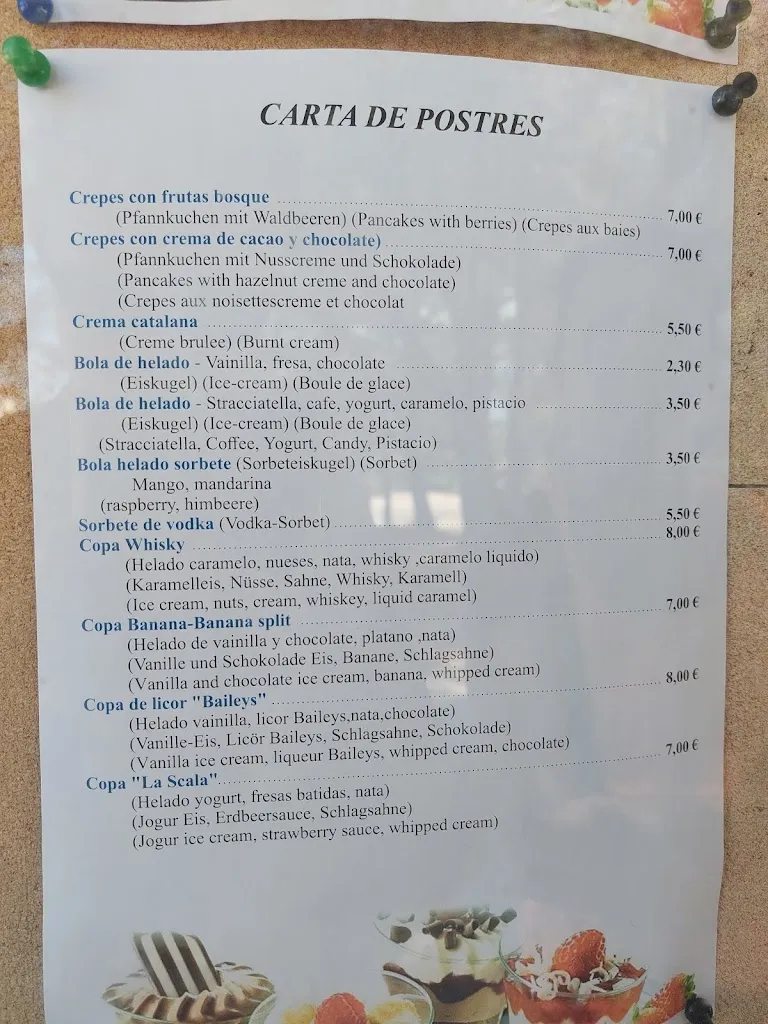 CARTA DE POSTRES
Crepes con frutas bosque ........ 7,00 €
(Pfannkuchen mit Waldbeeren) (Pancakes with berries) (Crepes aux baies)
Crepes con crema de cacao y chocolate) ........ 7,00 €
(Pfannkuchen mit Nusscreme und Schokolade)
(Pancakes with hazelnut creme and chocolate)
(Crepes aux noisettescreme et chocolat
Crema catalana ........ 5,50 €
(Creme brulee) (Burnt cream)
Bola de helado - Vainilla, fresa, chocolate ........ 2,30 €
(Eiskugel) (Ice-cream) (Boule de glace)
Bola de helado - Stracciatella, cafe, yogurt, caramelo, pistacio ........ 3,50 €
(Eiskugel) (Ice-cream) (Boule de glace)
(Stracciatella, Coffee, Yogurt, Candy, Pistacio)
Bola helado sorbete (Sorbeteiskugel) (Sorbet) ........ 3,50 €
Mango, mandarina
(raspberry, himbeere)
Sorbete de vodka (Vodka-Sorbet) ........ 5,50 €
Copa Whisky ........ 8,00 €
(Helado caramelo, nueses, nata, whisky ,caramelo liquido)
(Karamelleis, Nüsse, Sahne, Whisky, Karamell)
(Ice cream, nuts, cream, whiskey, liquid caramel)
Copa Banana-Banana split ........ 7,00 €
(Helado de vainilla y chocolate, platano ,nata)
(Vanille und Schokolade Eis, Banane, Schlagsahne)
(Vanilla and chocolate ice cream, banana, whipped cream)
Copa de licor "Baileys" ........ 8,00 €
(Helado vainilla, licor Baileys,nata,chocolate)
(Vanille-Eis, Licör Baileys, Schlagsahne, Schokolade)
(Vanilla ice cream, liqueur Baileys, whipped cream, chocolate)
Copa "La Scala" ........ 7,00 €
(Helado yogurt, fresas batidas, nata)
(Jogur Eis, Erdbeersauce, Schlagsahne)
(Jogur ice cream, strawberry sauce, whipped cream)